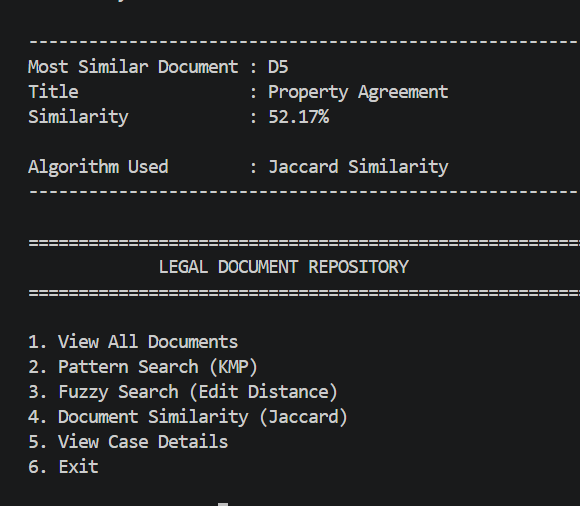 ------------------------------------------------------
Most Similar Document : D5
Title                 : Property Agreement
Similarity            : 52.17%
Algorithm Used        : Jaccard Similarity
------------------------------------------------------
=======================================================
LEGAL DOCUMENT REPOSITORY
=======================================================
1. View All Documents
2. Pattern Search (KMP)
3. Fuzzy Search (Edit Distance)
4. Document Similarity (Jaccard)
5. View Case Details
6. Exit